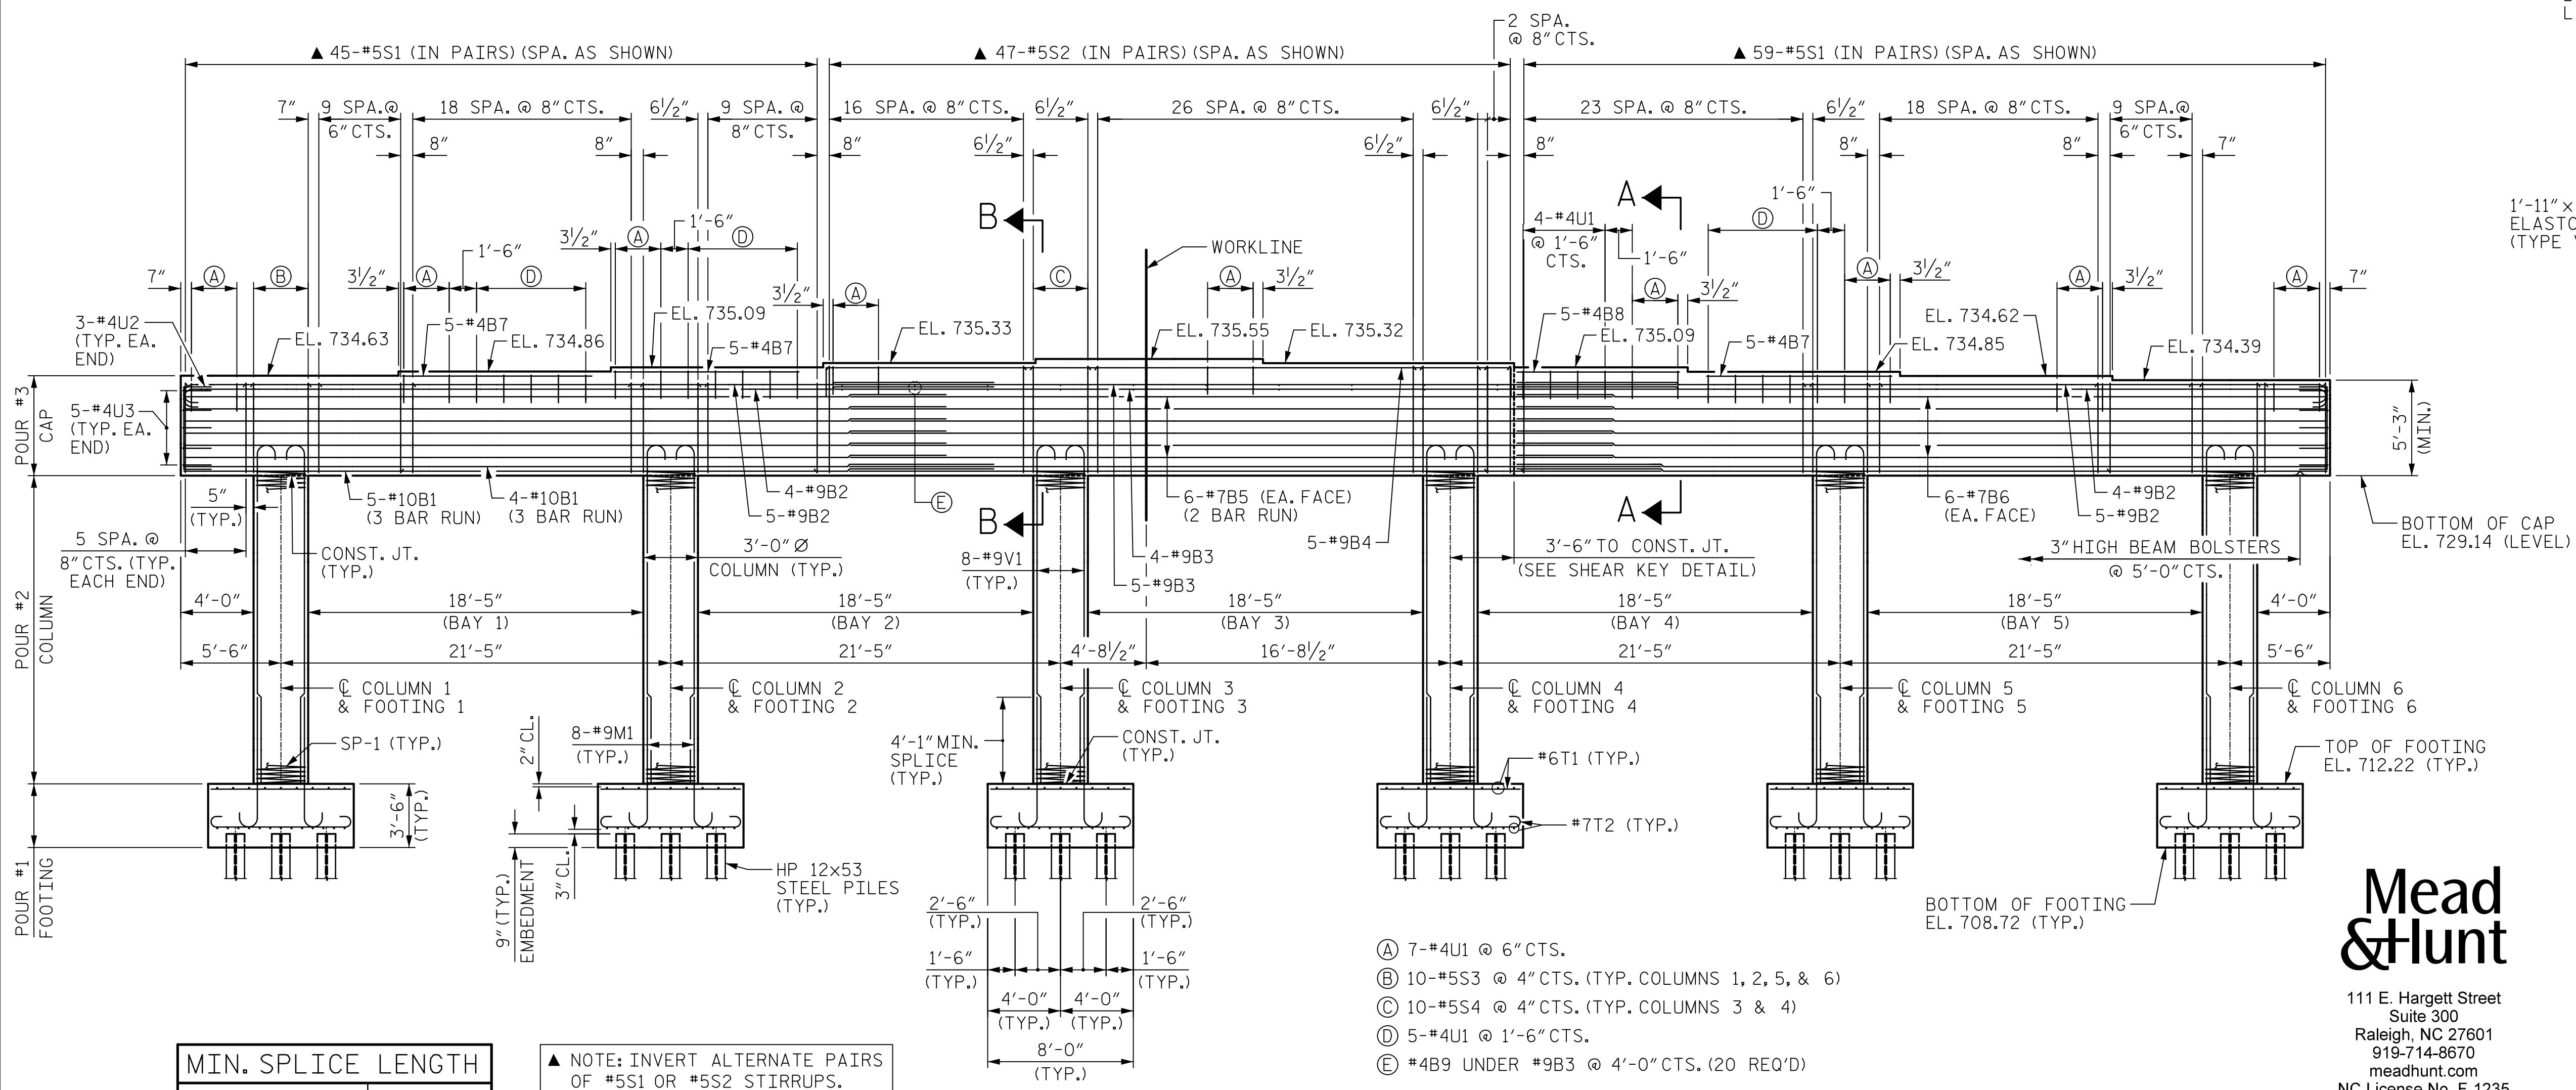 2 SPA.
@ 8" CTS.
L
▲ 45-#5S1 (IN PAIRS) (SPA. AS SHOWN)
▲ 47-#5S2 (IN PAIRS) (SPA. AS SHOWN)
▲ 59-#5S1 (IN PAIRS) (SPA. AS SHOWN)
7"
9 SPA. @
6" CTS.
18 SPA. @ 8" CTS.
6½"
9 SPA. @
8" CTS.
16 SPA. @ 8" CTS.
6½"
26 SPA. @ 8" CTS.
6½"
23 SPA. @ 8" CTS.
6½"
18 SPA. @ 8" CTS.
9 SPA. @
6" CTS.
8"
8"
8"
6½"
6½"
8"
8"
8"
7"
B
A
1'-6"
1'-11" x
ELASTO
(TYPE V
3½"
A
1'-6"
D
WORKLINE
4-#4U1
@ 1'-6"
CTS.
1'-6"
D
7"
A
B
3½"
A
1'-6"
D
3½"
A
C
A
3½"
A
3½"
A
3½"
A
3½"
A
7"
3-#4U2
(TYP. EA.
END)
EL. 734.63
5-#4B7
EL. 734.86
EL. 735.09
5-#4B7
EL. 735.33
EL. 735.55
EL. 735.32
5-#4B8
EL. 735.09
5-#4B7
EL. 734.62
EL. 734.85
EL. 734.39
POUR #3
CAP
5-#4U3
(TYP. EA.
END)
5'-3"
(MIN.)
5"
(TYP.)
5-#10B1
(3 BAR RUN)
4-#10B1
(3 BAR RUN)
4-#9B2
5-#9B2
E
B
6-#7B5 (EA. FACE)
(2 BAR RUN)
A
6-#7B6
(EA. FACE)
4-#9B2
5-#9B2
BOTTOM OF CAP
EL. 729.14 (LEVEL)
5 SPA. @
8" CTS. (TYP.
EACH END)
CONST. JT.
(TYP.)
3'-0" Ø
COLUMN (TYP.)
8-#9V1
(TYP.)
4-#9B3
5-#9B3
5-#9B4
3'-6" TO CONST. JT.
(SEE SHEAR KEY DETAIL)
3" HIGH BEAM BOLSTERS
@ 5'-0" CTS.
POUR #2
COLUMN
4'-0"
18'-5"
(BAY 1)
18'-5"
(BAY 2)
18'-5"
(BAY 3)
18'-5"
(BAY 4)
18'-5"
(BAY 5)
4'-0"
5'-6"
21'-5"
21'-5"
4'-8½"
16'-8½"
21'-5"
21'-5"
5'-6"
℄ COLUMN 1
& FOOTING 1
℄ COLUMN 2
& FOOTING 2
℄ COLUMN 3
& FOOTING 3
℄ COLUMN 4
& FOOTING 4
℄ COLUMN 5
& FOOTING 5
℄ COLUMN 6
& FOOTING 6
SP-1 (TYP.)
2" CL.
8-#9M1
(TYP.)
4'-1" MIN.
SPLICE
(TYP.)
CONST. JT.
(TYP.)
#6T1 (TYP.)
TOP OF FOOTING
EL. 712.22 (TYP.)
3'-6"
(TYP.)
#7T2 (TYP.)
POUR #1
FOOTING
9" (TYP.)
EMBEDMENT
3" CL.
HP 12x53
STEEL PILES
(TYP.)
BOTTOM OF FOOTING
EL. 708.72 (TYP.)
2'-6"
(TYP.)
2'-6"
(TYP.)
1'-6"
(TYP.)
1'-6"
(TYP.)
4'-0"
(TYP.)
4'-0"
(TYP.)
8'-0"
(TYP.)
A 7-#4U1 @ 6" CTS.
B 10-#5S3 @ 4" CTS. (TYP. COLUMNS 1, 2, 5, & 6)
C 10-#5S4 @ 4" CTS. (TYP. COLUMNS 3 & 4)
D 5-#4U1 @ 1'-6" CTS.
E #4B9 UNDER #9B3 @ 4'-0" CTS. (20 REQ'D)
MIN. SPLICE LENGTH
▲ NOTE: INVERT ALTERNATE PAIRS
OF #5S1 OR #5S2 STIRRUPS.
Mead
&Hunt
111 E. Hargett Street
Suite 300
Raleigh, NC 27601
919-714-8670
meadhunt.com
NC License No. F-1235